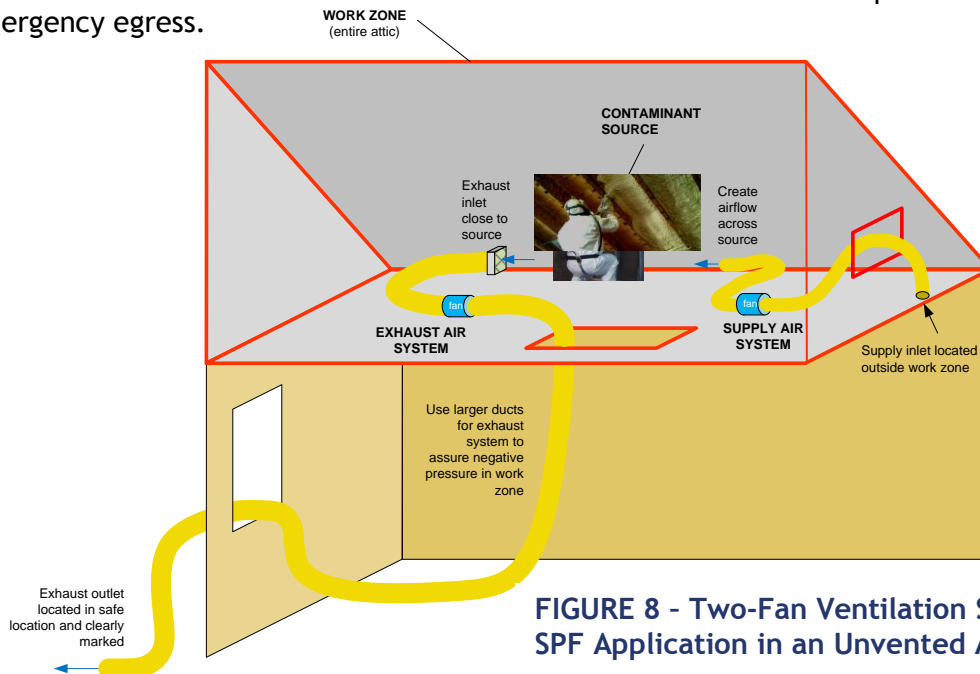 ergency egress.
WORK ZONE
(entire attic)
CONTAMINANT
SOURCE
Exhaust
inlet
close to
source
Create
airflow
across
source
fan
fan
EXHAUST AIR
SYSTEM
SUPPLY AIR
SYSTEM
Supply inlet located
outside work zone
Use larger ducts
for exhaust
system to
assure negative
pressure in work
zone
Exhaust outlet
located in safe
location and clearly
marked
FIGURE 8 – Two-Fan Ventilation S
SPF Application in an Unvented A